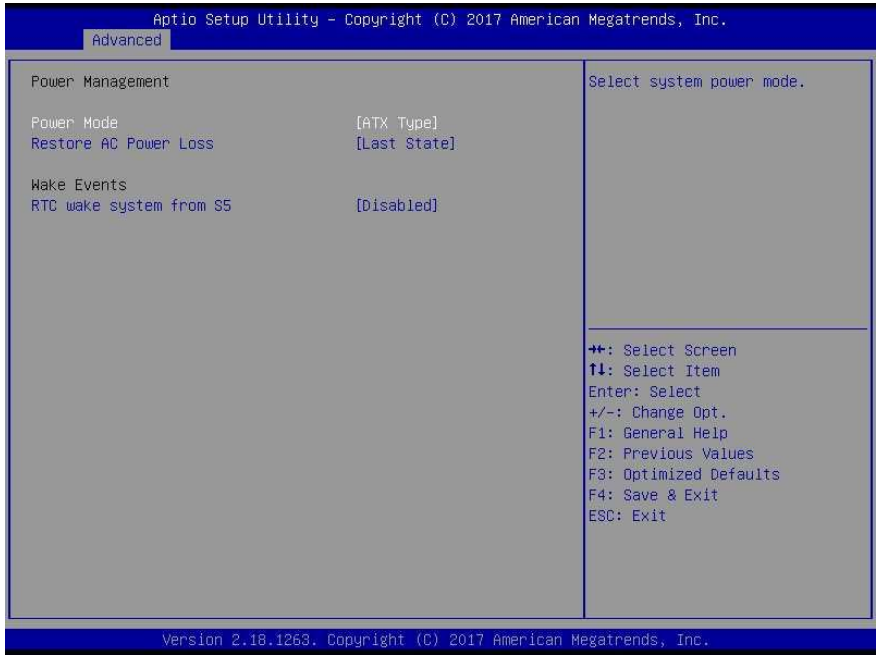 Aptio Setup Utility – Copyright (C) 2017 American Megatrends, Inc.
Advanced
Power Management
Power Mode [ATX Type]
Restore AC Power Loss [Last State]
Wake Events
RTC wake system from S5 [Disabled]
Select system power mode.
→←: Select Screen
↑↓: Select Item
Enter: Select
+/-: Change Opt.
F1: General Help
F2: Previous Values
F3: Optimized Defaults
F4: Save & Exit
ESC: Exit
Version 2.18.1263. Copyright (C) 2017 American Megatrends, Inc.